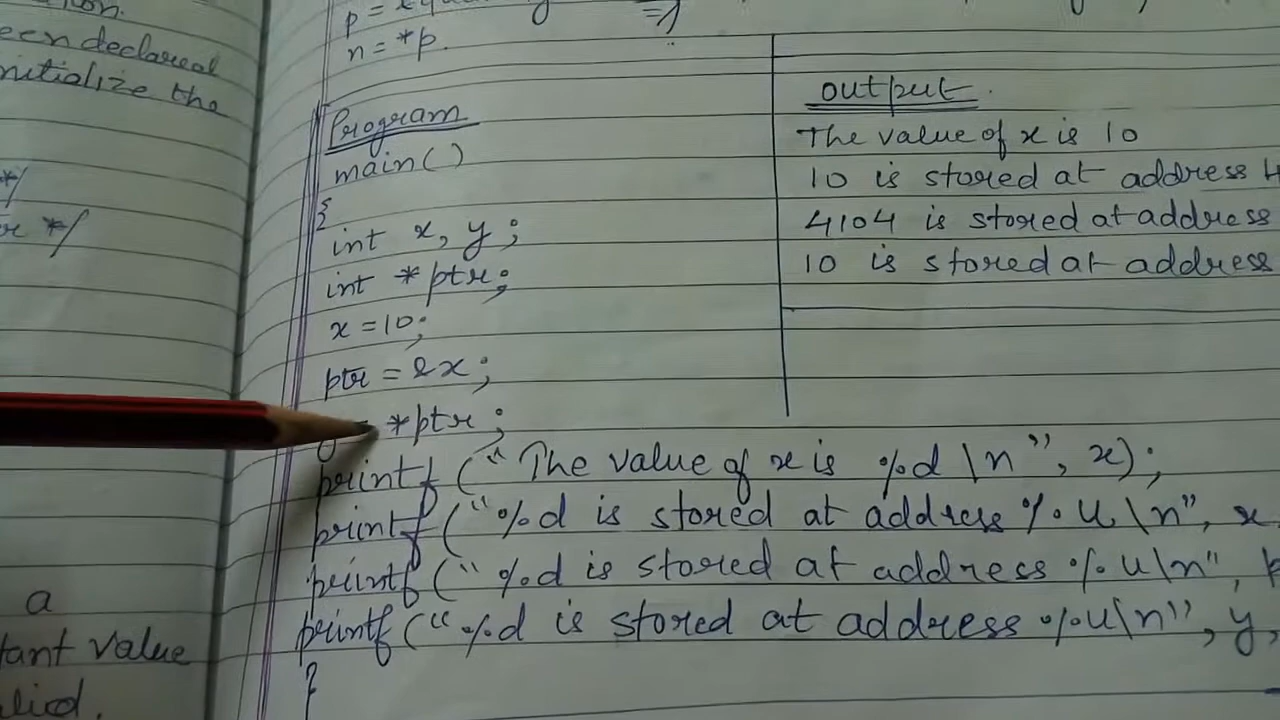 een declared
nitialize the
*/
*/
a
tant value
n = *p.
Program
main()
{
int x, y;
int *ptr;
x = 10;
ptr = &x;
*ptr;
printf (" The value of x is %d \n", x);
printf ("%d is stored at address %u \n", x
printf (" %d is stored at address %u\n", p
printf (" %d is stored at address %u\n", y,
}
output.
The value of x is 10
10 is stored at address 4
4104 is stored at address
10 is stored at address